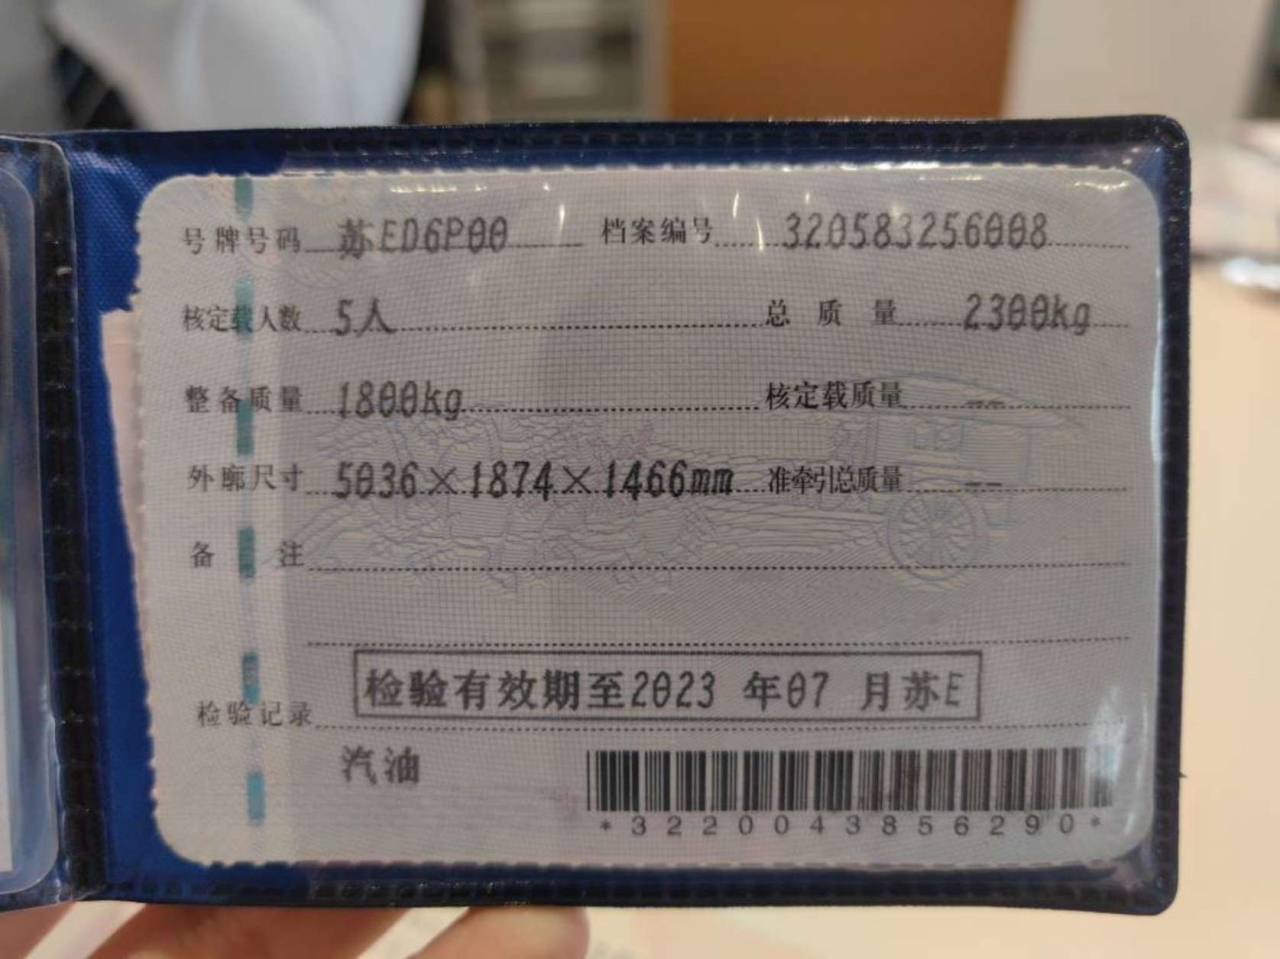 号牌号码 苏ED6P00 档案编号 320583256008
核定载人数 5人 总质量 2300kg
整备质量 1800kg 核定载质量 --
外廓尺寸 5036×1874×1466mm 准牵引总质量 --
备注
检验记录 检验有效期至2023 年07 月苏E
汽油
*3220043856290*